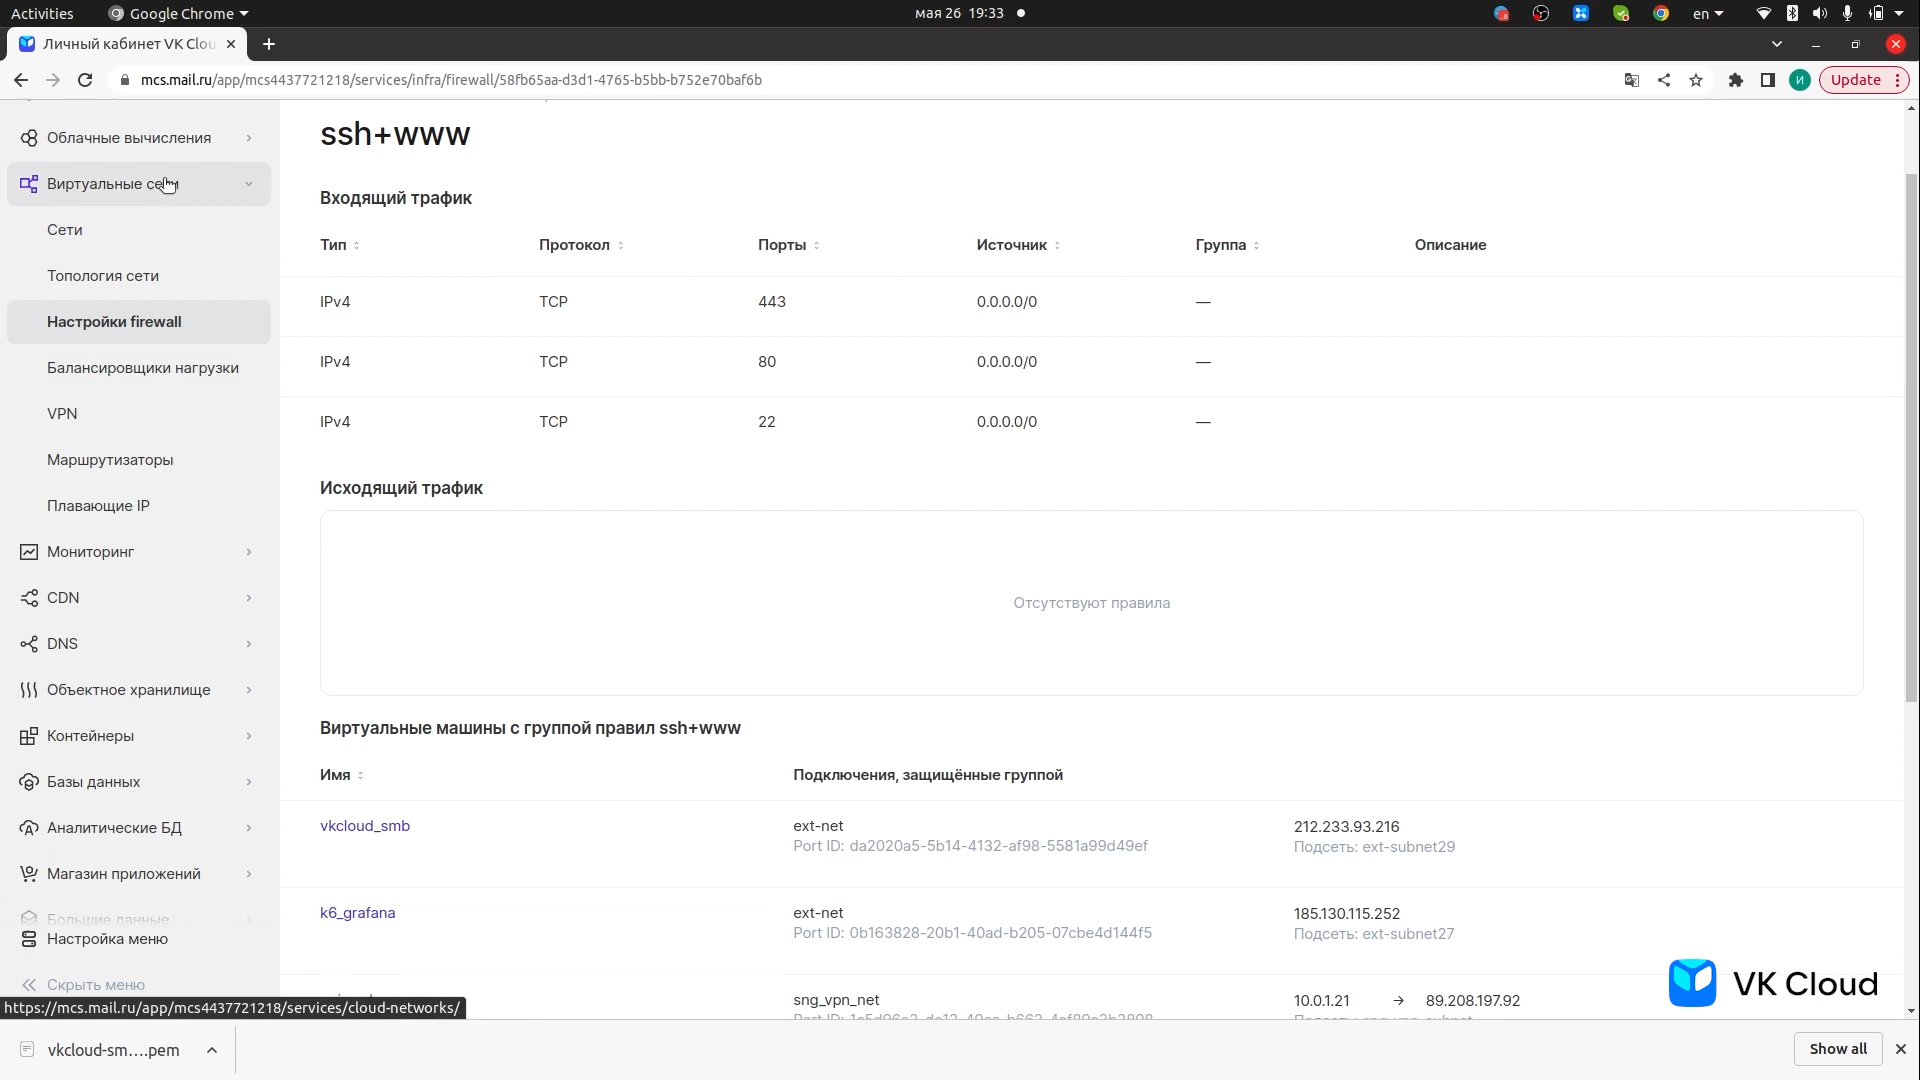 Activities Google Chrome мая 26 19:33 en
Личный кабинет VK Clou
mcs.mail.ru/app/mcs4437721218/services/infra/firewall/58fb65aa-d3d1-4765-b5bb-b752e70baf6b И Update
Облачные вычисления
Виртуальные сети
Сети
Топология сети
Настройки firewall
Балансировщики нагрузки
VPN
Маршрутизаторы
Плавающие IP
Мониторинг
CDN
DNS
Объектное хранилище
Контейнеры
Базы данных
Аналитические БД
Магазин приложений
Большие данные
Настройка меню
Скрыть меню
https://mcs.mail.ru/app/mcs4437721218/services/cloud-networks/
ssh+www
Входящий трафик
Тип Протокол Порты Источник Группа Описание
IPv4 TCP 443 0.0.0.0/0 —
IPv4 TCP 80 0.0.0.0/0 —
IPv4 TCP 22 0.0.0.0/0 —
Исходящий трафик
Отсутствуют правила
Виртуальные машины с группой правил ssh+www
Имя Подключения, защищённые группой
vkcloud_smb ext-net 212.233.93.216
Port ID: da2020a5-5b14-4132-af98-5581a99d49ef Подсеть: ext-subnet29
k6_grafana ext-net 185.130.115.252
Port ID: 0b163828-20b1-40ad-b205-07cbe4d144f5 Подсеть: ext-subnet27
sng_vpn_net 10.0.1.21 → 89.208.197.92
VK Cloud
vkcloud-sm....pem Show all